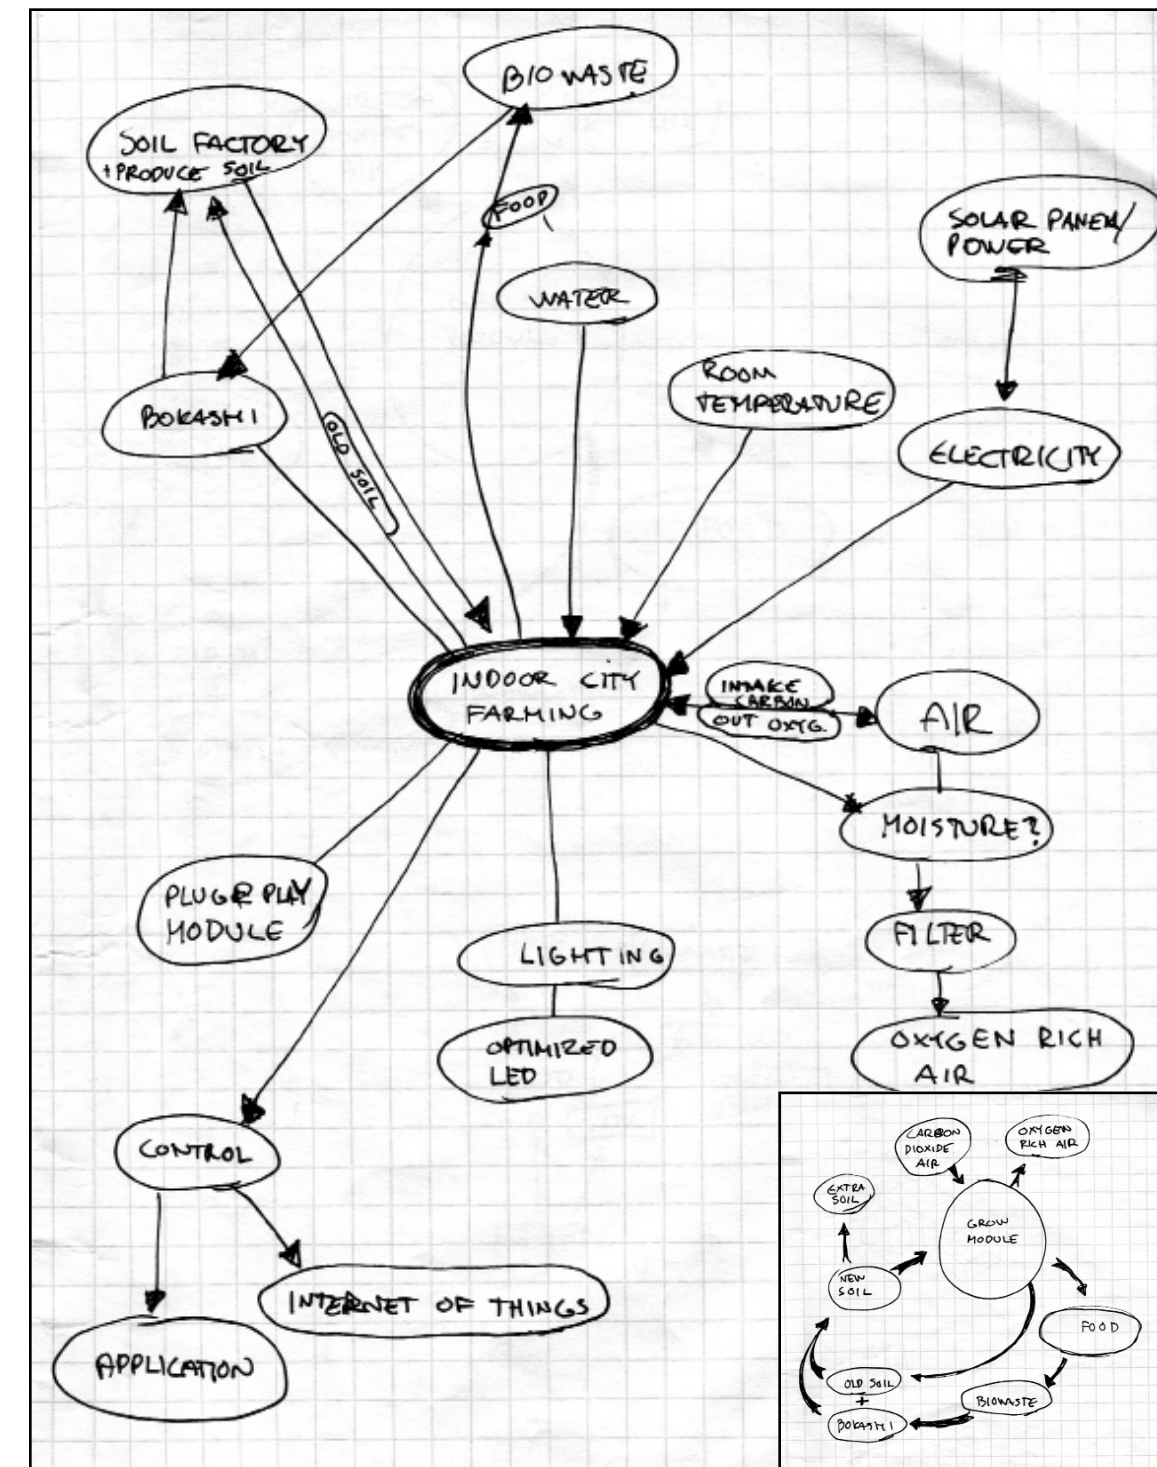 BIOWASTE
SOIL FACTORY
+ PRODUCE SOIL
FOOD
SOLAR PANEL/
POWER
WATER
ROOM
TEMPERATURE
BOKASHI
OLD SOIL
ELECTRICITY
INDOOR CITY
FARMING
INTAKE
CARBON
OUT OXYG.
AIR
MOISTURE?
PLUG & PLAY
MODULE
FILTER
LIGHTING
OPTIMIZED
LED
OXYGEN RICH
AIR
CONTROL
INTERNET OF THINGS
APPLICATION
CARBON
DIOXIDE
AIR
OXYGEN
RICH AIR
EXTRA
SOIL
GROW
MODULE
NEW
SOIL
FOOD
OLD SOIL
+
BOKASHI
BIOWASTE